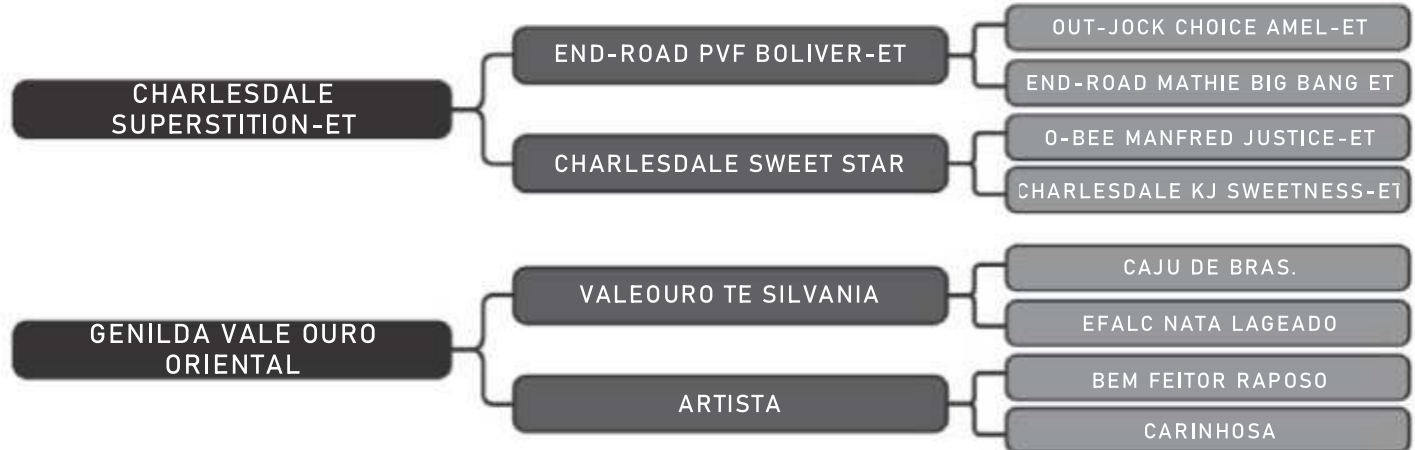 CHARLESDALE
SUPERSTITION-ET
END-ROAD PVF BOLIVER-ET
OUT-JOCK CHOICE AMEL-ET
END-ROAD MATHIE BIG BANG ET
CHARLESDALE SWEET STAR
O-BEE MANFRED JUSTICE-ET
CHARLESDALE KJ SWEETNESS-ET
GENILDA VALE OURO
ORIENTAL
VALEOURO TE SILVANIA
CAJU DE BRAS.
EFALC NATA LAGEADO
ARTISTA
BEM FEITOR RAPOSO
CARINHOSA